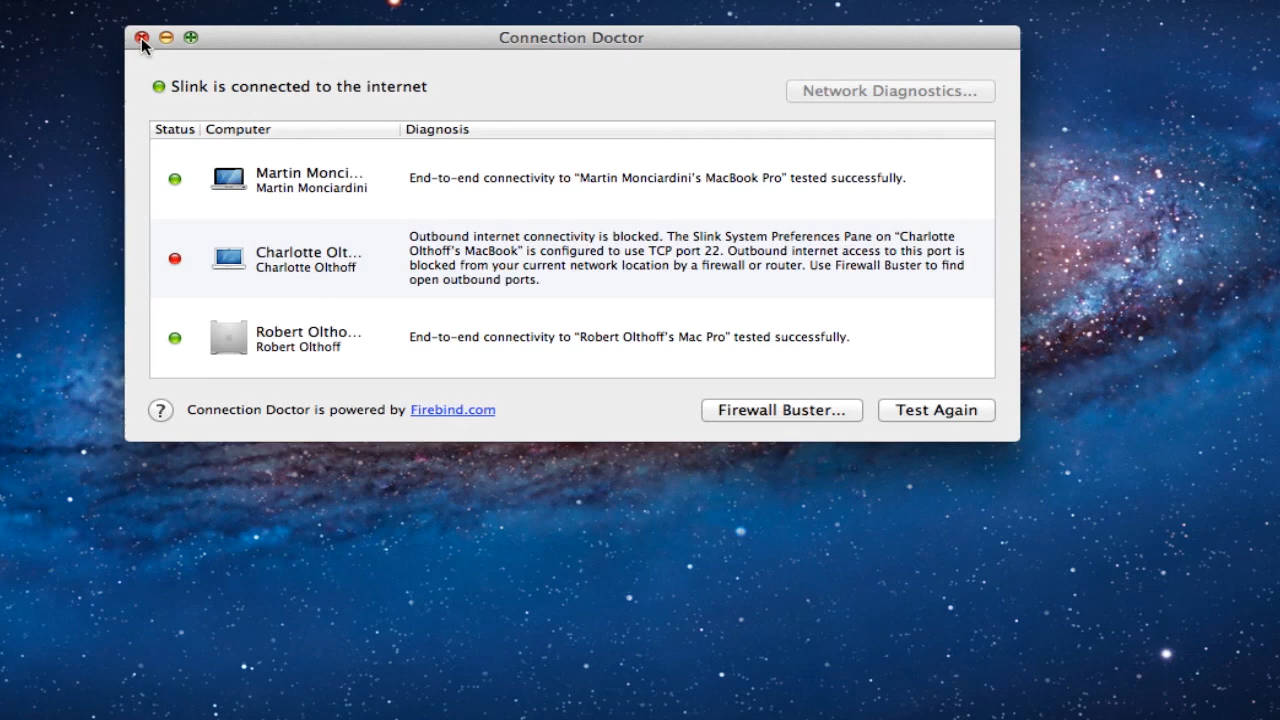 Connection Doctor
Slink is connected to the internet
Network Diagnostics...
Status Computer Diagnosis
Martin Monci...
Martin Monciardini
End-to-end connectivity to “Martin Monciardini’s MacBook Pro” tested successfully.
Charlotte Olt...
Charlotte Olthoff
Outbound internet connectivity is blocked. The Slink System Preferences Pane on “Charlotte
Olthoff’s MacBook” is configured to use TCP port 22. Outbound internet access to this port is
blocked from your current network location by a firewall or router. Use Firewall Buster to find
open outbound ports.
Robert Oltho...
Robert Olthoff
End-to-end connectivity to “Robert Olthoff’s Mac Pro” tested successfully.
? Connection Doctor is powered by Firebind.com
Firewall Buster... Test Again